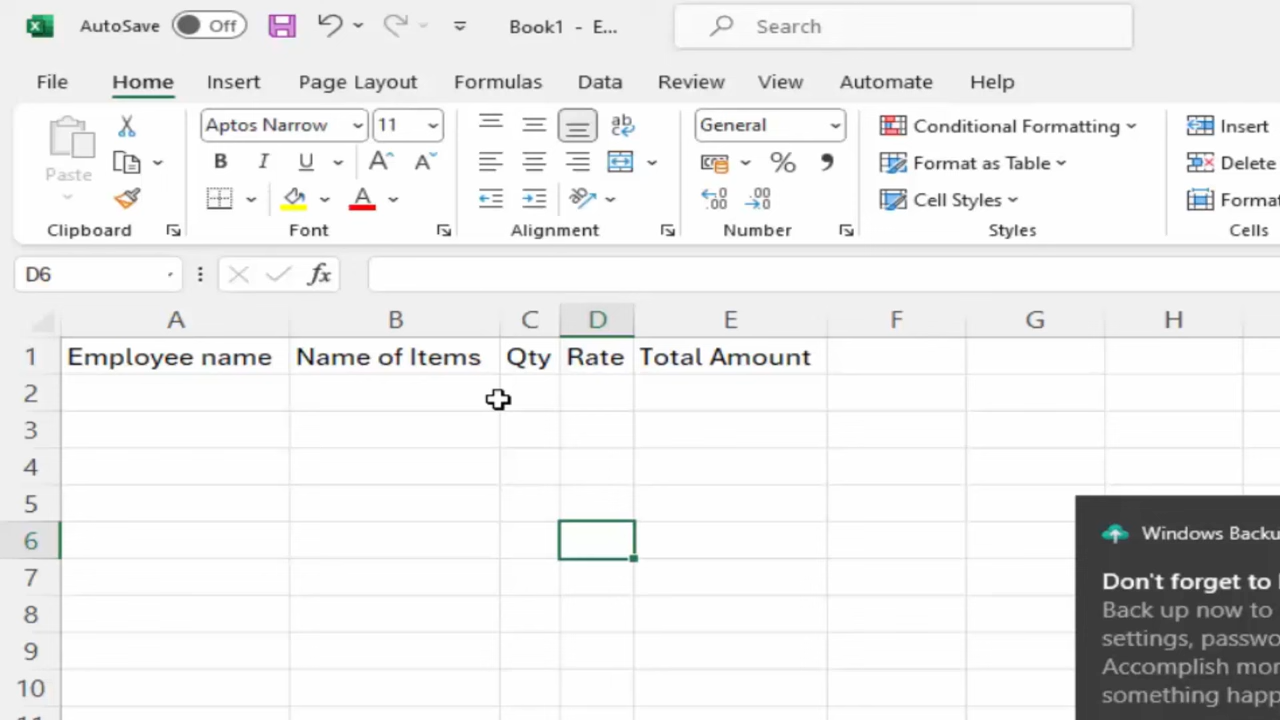 AutoSave Off Book1 - E... Search
File Home Insert Page Layout Formulas Data Review View Automate Help
Paste
Aptos Narrow 11
B I U A A
ab
General
% 9
.00
Conditional Formatting
Format as Table
Cell Styles
Insert
Delete
Clipboard Font Alignment Number Styles Cells
D6 fx
A B C D E F G H
1 Employee name Name of Items Qty Rate Total Amount
2
3
4
5
6
7
8
9
10
Windows Backu
Don't forget to
Back up now to
settings, passwo
Accomplish mor
something happ